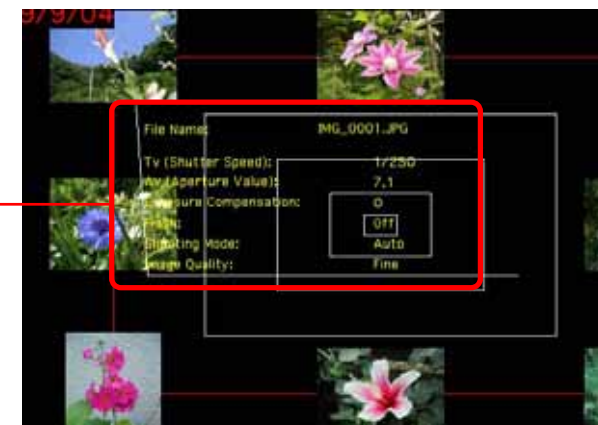 9/9/04
File Name: IMG_0001.JPG
Tv (Shutter Speed): 1/250
Av (Aperture Value): 7.1
Exposure Compensation: 0
Off
Shooting Mode: Auto
Image Quality: Fine